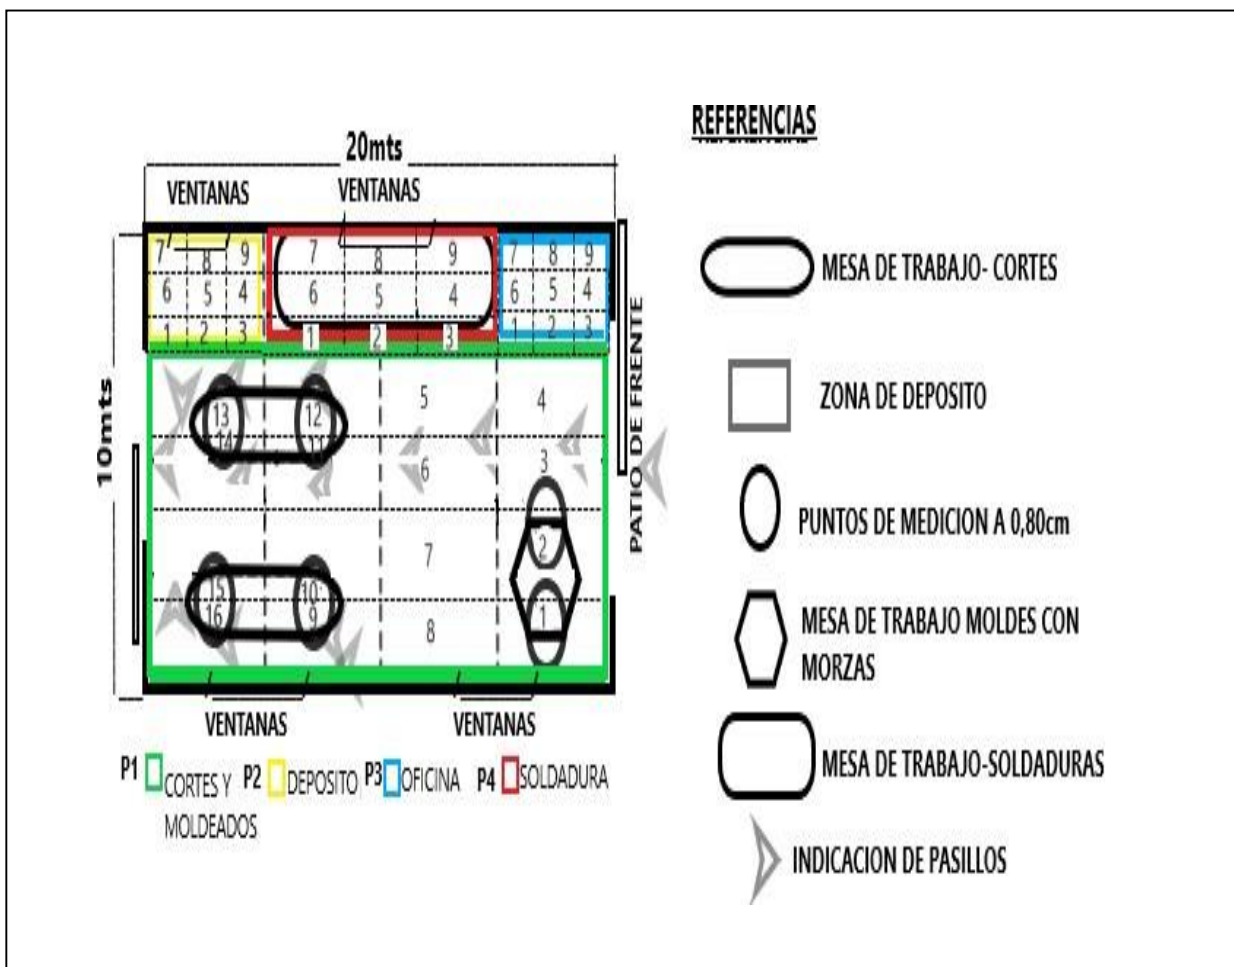 REFERENCIAS
20mts
VENTANAS
VENTANAS
7 8 9
6 5 4
1 2 3
7 8 9
6 5 4
1 2 3
7 8 9
6 5 4
1 2 3
10mts
PATIO DE FRENTE
13 12 5 4
14 11 6 3
15 10 7 2
16 9 8 1
VENTANAS
VENTANAS
P1 CORTES Y
MOLDEADOS
P2 DEPOSITO
P3 OFICINA
P4 SOLDADURA
MESA DE TRABAJO- CORTES
ZONA DE DEPOSITO
PUNTOS DE MEDICION A 0,80cm
MESA DE TRABAJO MOLDES CON
MORZAS
MESA DE TRABAJO-SOLDADURAS
INDICACION DE PASILLOS